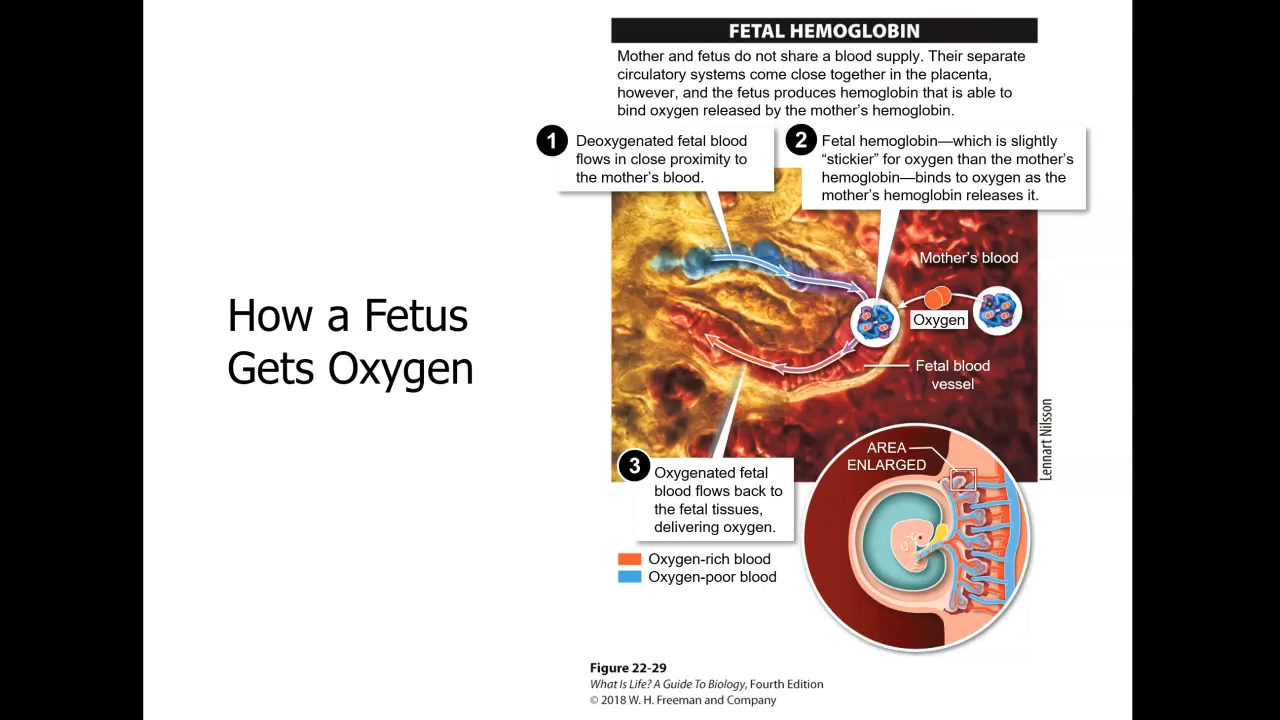 How a Fetus
Gets Oxygen
FETAL HEMOGLOBIN
Mother and fetus do not share a blood supply. Their separate
circulatory systems come close together in the placenta,
however, and the fetus produces hemoglobin that is able to
bind oxygen released by the mother’s hemoglobin.
1
Deoxygenated fetal blood
flows in close proximity to
the mother’s blood.
2
Fetal hemoglobin—which is slightly
“stickier” for oxygen than the mother’s
hemoglobin—binds to oxygen as the
mother’s hemoglobin releases it.
Mother’s blood
Oxygen
Fetal blood
vessel
Lennart Nilsson
AREA
ENLARGED
3
Oxygenated fetal
blood flows back to
the fetal tissues,
delivering oxygen.
Oxygen-rich blood
Oxygen-poor blood
Figure 22-29
What Is Life? A Guide To Biology, Fourth Edition
© 2018 W. H. Freeman and Company